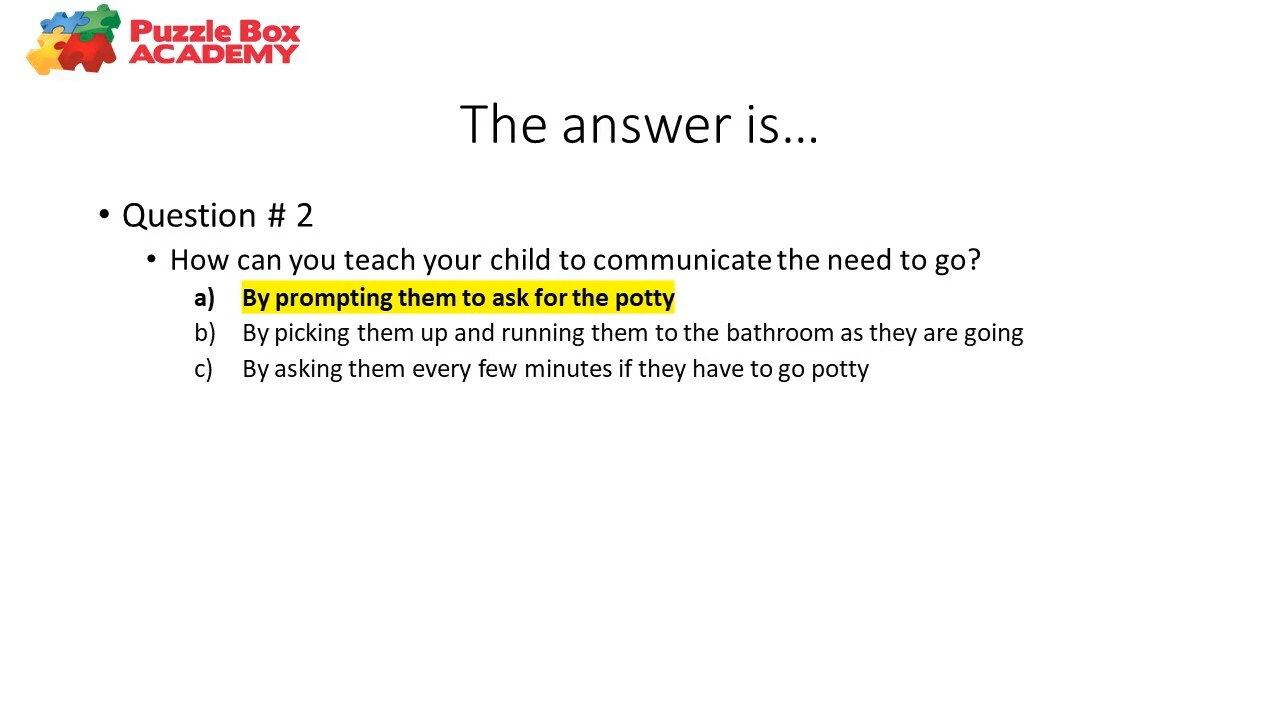 Puzzle Box
ACADEMY
The answer is...
• Question # 2
• How can you teach your child to communicate the need to go?
a) By prompting them to ask for the potty
b) By picking them up and running them to the bathroom as they are going
c) By asking them every few minutes if they have to go potty